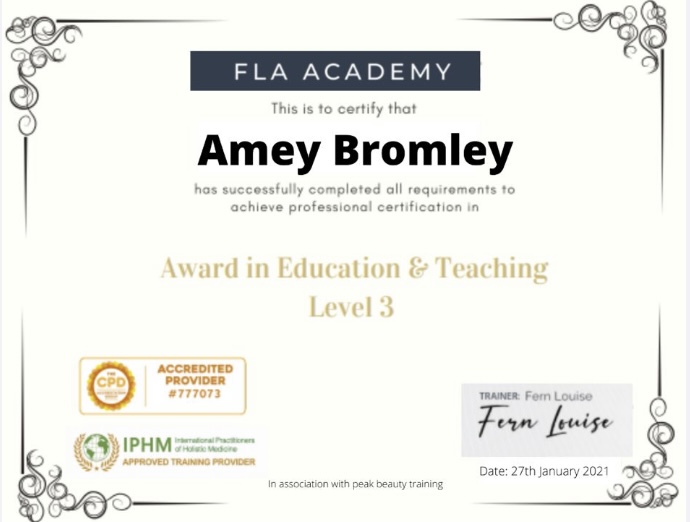 FLA ACADEMY
This is to certify that
Amey Bromley
has successfully completed all requirements to
achieve professional certification in
Award in Education & Teaching
Level 3
THE
CPD
ACCREDITED
PROVIDER
#777073
IPHM International Practitioners
of Holistic Medicine
APPROVED TRAINING PROVIDER
TRAINER: Fern Louise
Fern Louise
Date: 27th January 2021
In association with peak beauty training